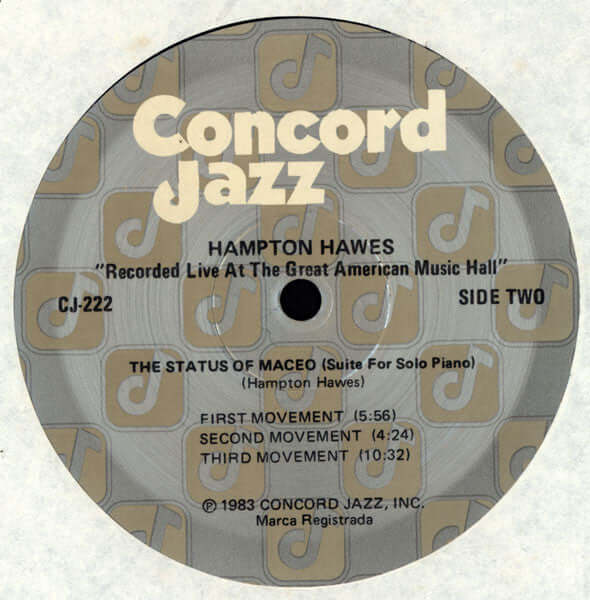 Concord
Jazz
HAMPTON HAWES
"Recorded Live At The Great American Music Hall"
CJ-222
SIDE TWO
THE STATUS OF MACEO (Suite For Solo Piano)
(Hampton Hawes)
FIRST MOVEMENT (5:56)
SECOND MOVEMENT (4:24)
THIRD MOVEMENT (10:32)
℗ 1983 CONCORD JAZZ, INC.
Marca Registrada